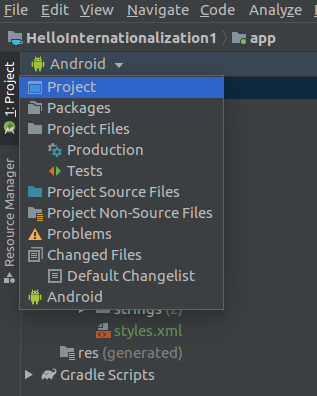 File Edit View Navigate Code Analyze
HelloInternationalization1 app
Android
1: Project
Resource Manager
Project
Packages
Project Files
Production
Tests
Project Source Files
Project Non-Source Files
Problems
Changed Files
Default Changelist
Android
strings (2)
styles.xml
res (generated)
Gradle Scripts